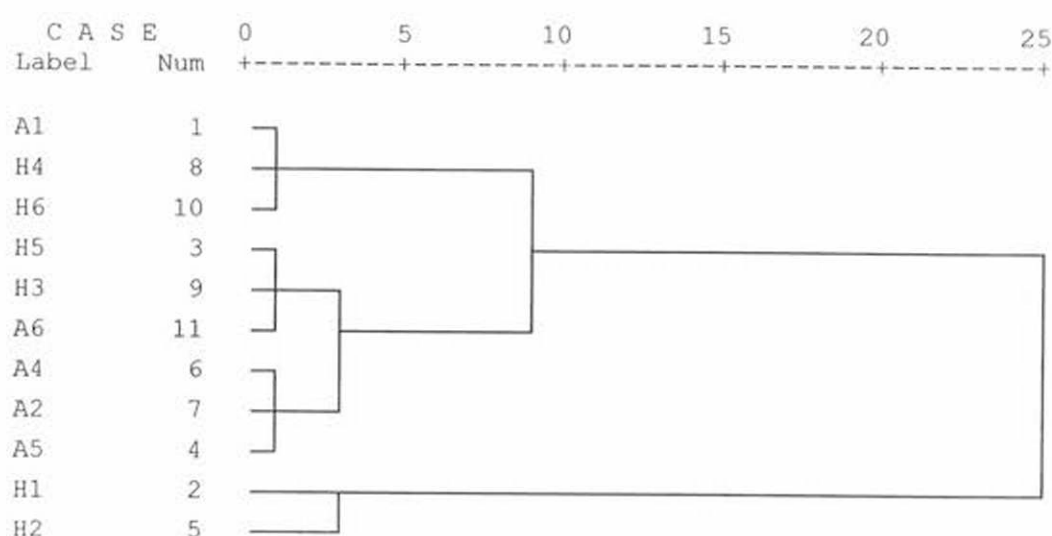 C A S E 0 5 10 15 20 25
Label Num +---------+---------+---------+---------+---------+
A1 1
H4 8
H6 10
H5 3
H3 9
A6 11
A4 6
A2 7
A5 4
H1 2
H2 5